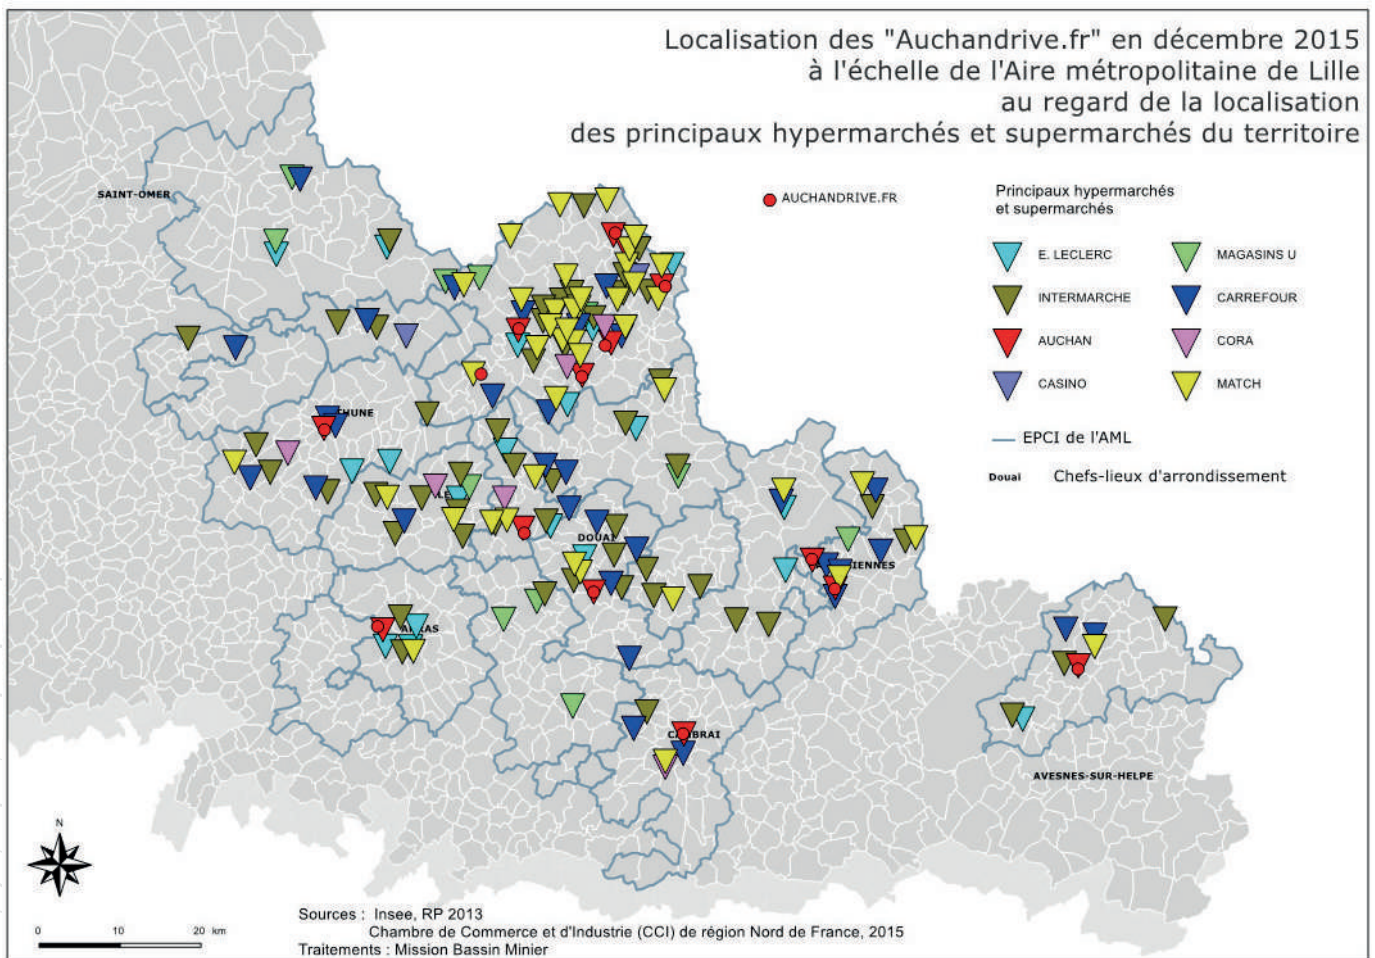 Localisation des "Auchandrive.fr" en décembre 2015
à l'échelle de l'Aire métropolitaine de Lille
au regard de la localisation
des principaux hypermarchés et supermarchés du territoire
AUCHANDRIVE.FR
Principaux hypermarchés
et supermarchés
E. LECLERC
MAGASINS U
INTERMARCHE
CARREFOUR
AUCHAN
CORA
CASINO
MATCH
EPCI de l'AML
Douai
Chefs-lieux d'arrondissement
SAINT-OMER
DOUAI
AVESNES-SUR-HELPE
N
0 10 20 km
Sources : Insee, RP 2013
Chambre de Commerce et d'Industrie (CCI) de région Nord de France, 2015
Traitements : Mission Bassin Minier